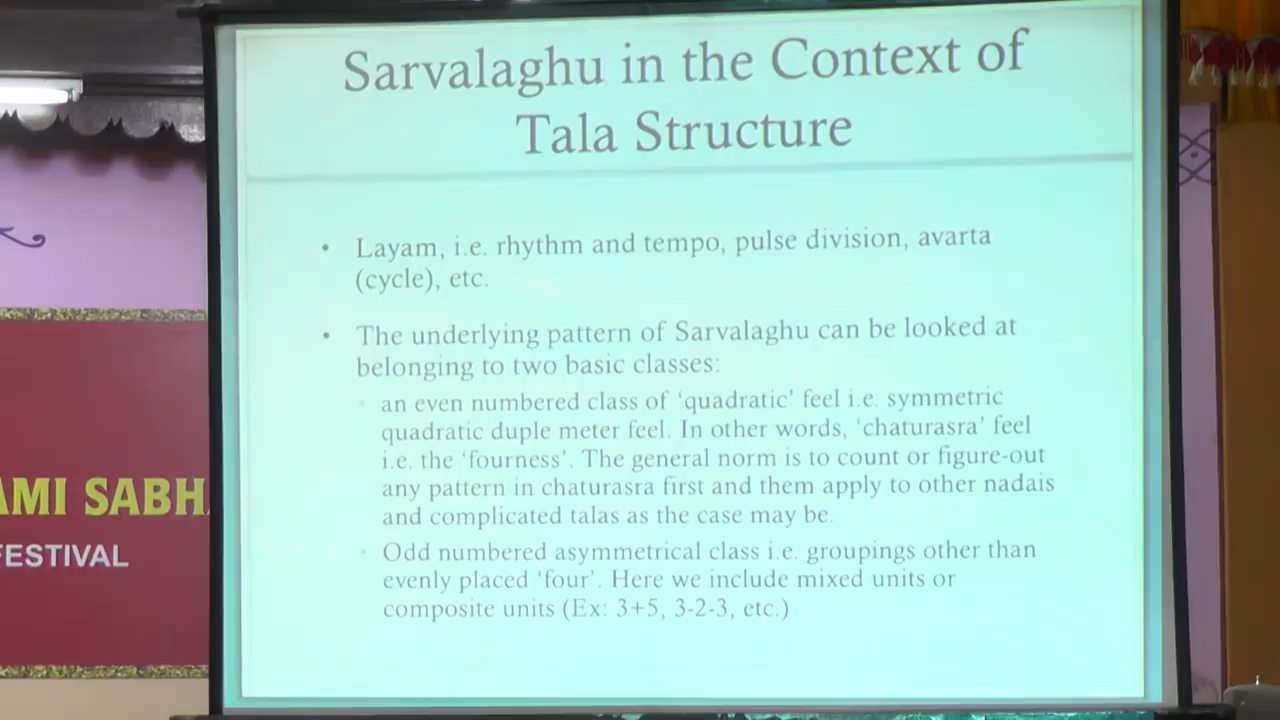 Sarvalaghu in the Context of
Tala Structure
• Layam, i.e. rhythm and tempo, pulse division, avarta
(cycle), etc.
• The underlying pattern of Sarvalaghu can be looked at
belonging to two basic classes:
• an even numbered class of ‘quadratic’ feel i.e. symmetric
quadratic duple meter feel. In other words, ‘chaturasra’ feel
i.e. the ‘fourness’. The general norm is to count or figure-out
any pattern in chaturasra first and them apply to other nadais
and complicated talas as the case may be.
• Odd numbered asymmetrical class i.e. groupings other than
evenly placed ‘four’. Here we include mixed units or
composite units (Ex: 3+5, 3-2-3, etc.)
AMI SABH
FESTIVAL